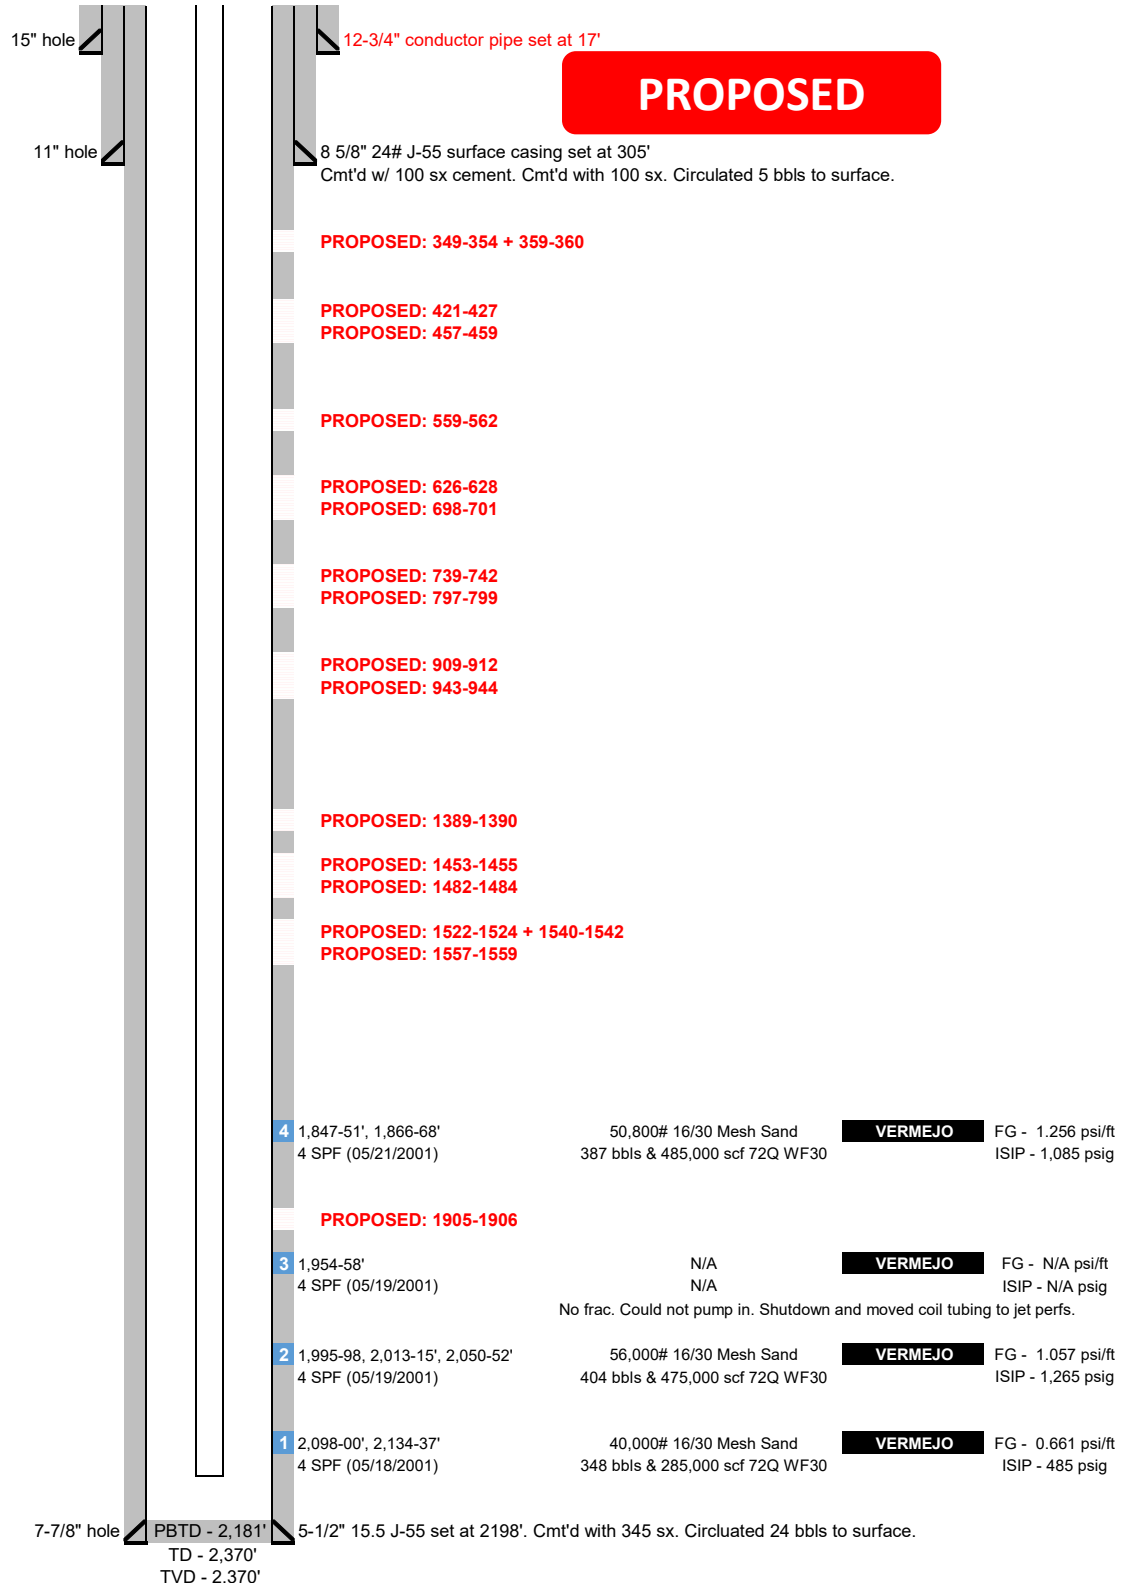 15" hole
12-3/4" conductor pipe set at 17'
PROPOSED
11" hole
8 5/8" 24# J-55 surface casing set at 305'
Cmt'd w/ 100 sx cement. Cmt'd with 100 sx. Circulated 5 bbls to surface.
PROPOSED: 349-354 + 359-360
PROPOSED: 421-427
PROPOSED: 457-459
PROPOSED: 559-562
PROPOSED: 626-628
PROPOSED: 698-701
PROPOSED: 739-742
PROPOSED: 797-799
PROPOSED: 909-912
PROPOSED: 943-944
PROPOSED: 1389-1390
PROPOSED: 1453-1455
PROPOSED: 1482-1484
PROPOSED: 1522-1524 + 1540-1542
PROPOSED: 1557-1559
4 1,847-51', 1,866-68' 50,800# 16/30 Mesh Sand VERMEJO FG - 1.256 psi/ft
4 SPF (05/21/2001) 387 bbls & 485,000 scf 72Q WF30 ISIP - 1,085 psig
PROPOSED: 1905-1906
3 1,954-58' N/A VERMEJO FG - N/A psi/ft
4 SPF (05/19/2001) N/A ISIP - N/A psig
No frac. Could not pump in. Shutdown and moved coil tubing to jet perfs.
2 1,995-98, 2,013-15', 2,050-52' 56,000# 16/30 Mesh Sand VERMEJO FG - 1.057 psi/ft
4 SPF (05/19/2001) 404 bbls & 475,000 scf 72Q WF30 ISIP - 1,265 psig
1 2,098-00', 2,134-37' 40,000# 16/30 Mesh Sand VERMEJO FG - 0.661 psi/ft
4 SPF (05/18/2001) 348 bbls & 285,000 scf 72Q WF30 ISIP - 485 psig
7-7/8" hole PBTD - 2,181' 5-1/2" 15.5 J-55 set at 2198'. Cmt'd with 345 sx. Circluated 24 bbls to surface.
TD - 2,370'
TVD - 2,370'